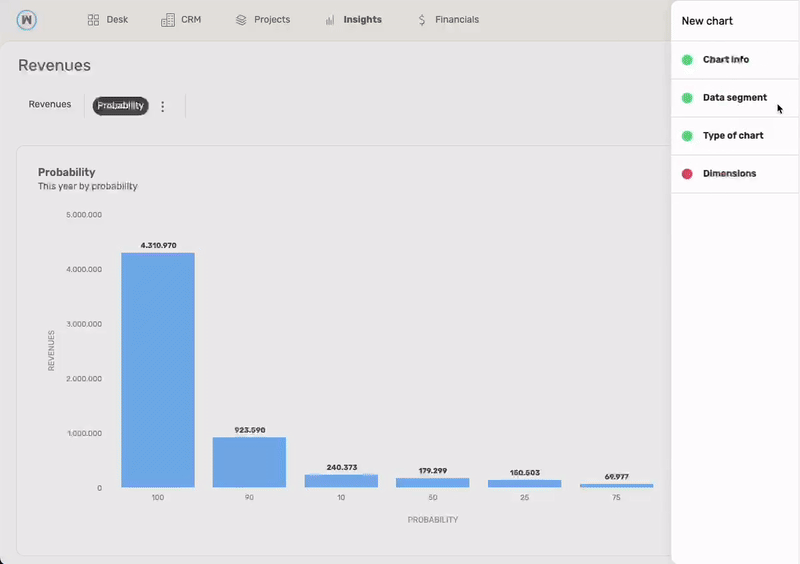 W Desk CRM Projects Insights $ Financials
New chart
Revenues
Chart info
Data segment
Type of chart
Dimensions
Revenues Probability
Probability
This year by probability
5.000.000
4.000.000
3.000.000
2.000.000
1.000.000
0
REVENUES
4.310.970
923.590
240.373
179.299
150.503
69.977
100 90 10 50 25 75
PROBABILITY